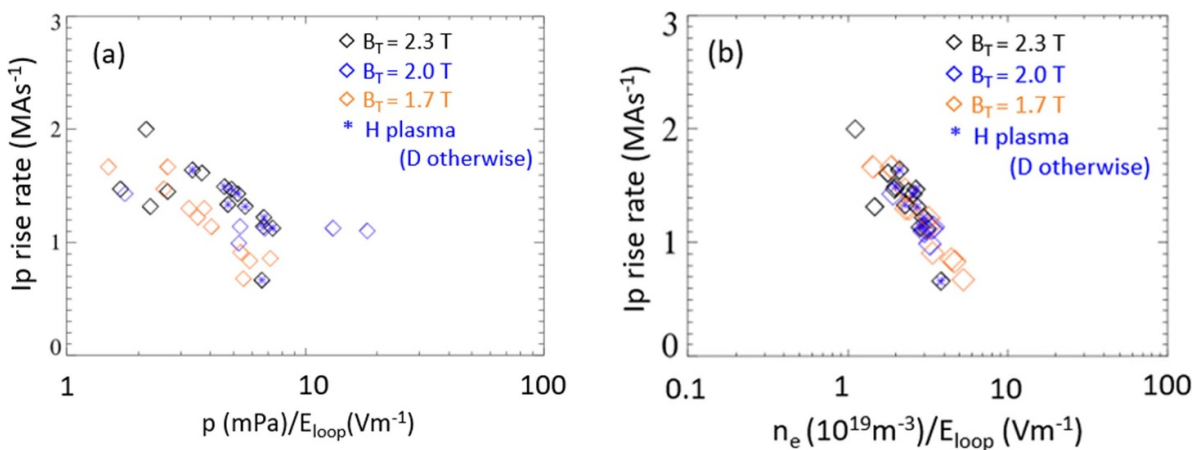 3
2
1
0
Ip rise rate (MAs⁻¹)
(a)
B_T = 2.3 T
B_T = 2.0 T
B_T = 1.7 T
* H plasma
(D otherwise)
1
10
100
p (mPa)/E_loop(Vm⁻¹)
3
2
1
0
Ip rise rate (MAs⁻¹)
(b)
B_T = 2.3 T
B_T = 2.0 T
B_T = 1.7 T
* H plasma
(D otherwise)
0.1
1
10
100
n_e (10¹⁹m⁻³)/E_loop (Vm⁻¹)